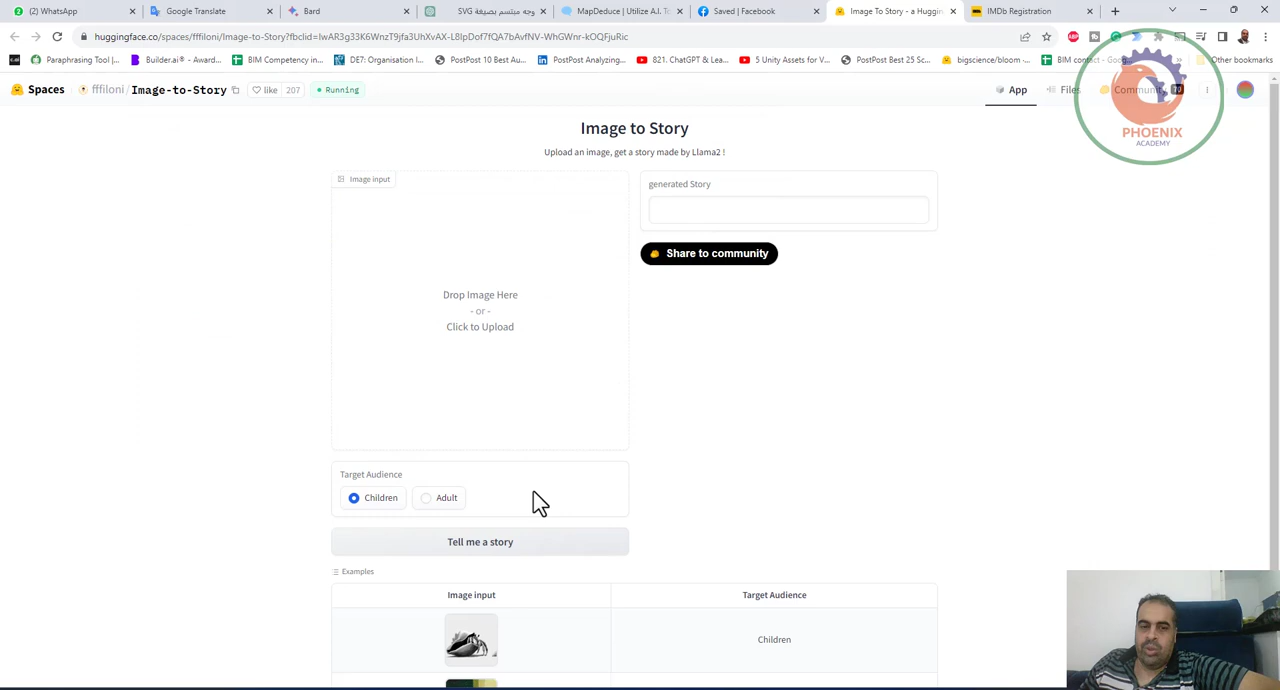 (2) WhatsApp
Google Translate
Bard
وجه مبتسم بصيغة SVG
MapDeduce | Utilize A.I. T
Saved | Facebook
Image To Story - a Huggin
IMDb Registration
huggingface.co/spaces/fffiloni/Image-to-Story?fbclid=IwAR3g33K6WnzT9jfa3UhXvAX-L8lpDof7fQA7bAvfNV-WhGWnr-kOQFjuRic
Paraphrasing Tool |...
Builder.ai® - Award...
BIM Competency in...
DE7: Organisation I...
PostPost 10 Best Au...
PostPost Analyzing...
821. ChatGPT & Lea...
5 Unity Assets for V...
PostPost Best 25 Sc...
bigscience/bloom ·...
BIM contact - Goog...
Other bookmarks
Spaces
fffiloni/Image-to-Story
like 207
Running
App
Files
Community
PHOENIX
ACADEMY
Image to Story
Upload an image, get a story made by Llama2 !
Image input
generated Story
Share to community
Drop Image Here
- or -
Click to Upload
Target Audience
Children
Adult
Tell me a story
Examples
Image input
Target Audience
Children